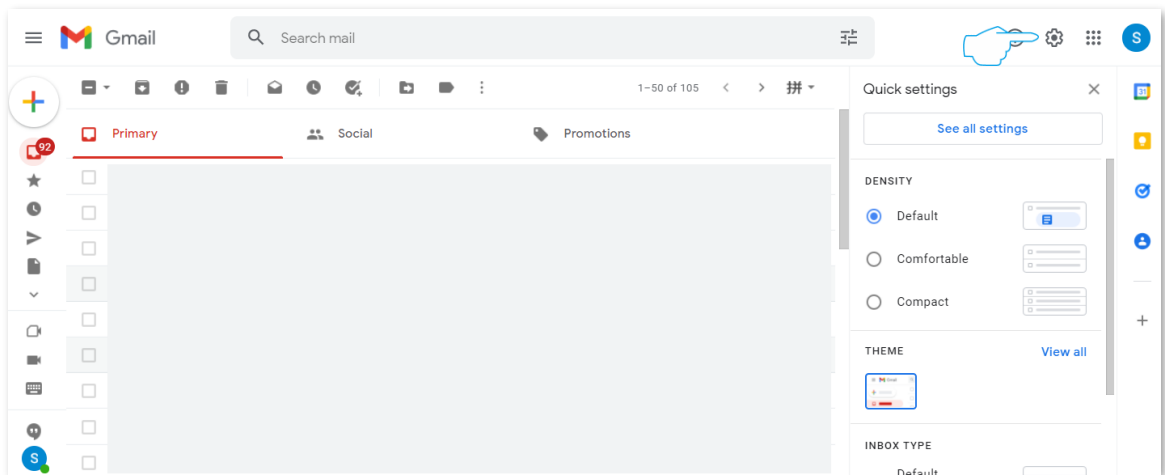 Gmail
Search mail
S
1–50 of 105
Quick settings
31
See all settings
92
Primary
Social
Promotions
DENSITY
Default
Comfortable
Compact
THEME
View all
INBOX TYPE
Default
S